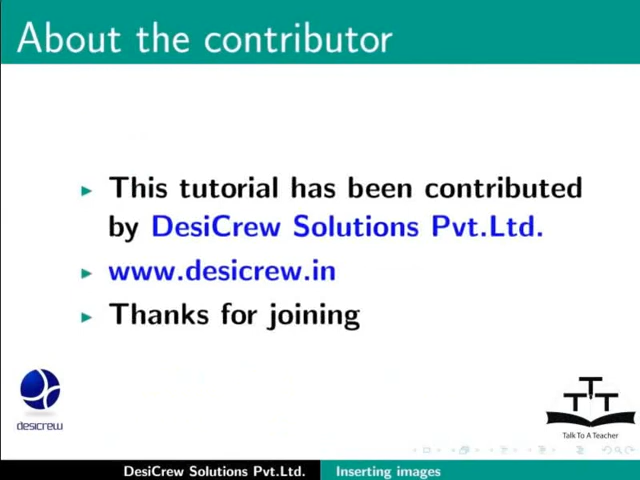 About the contributor
This tutorial has been contributed
by DesiCrew Solutions Pvt.Ltd.
www.desicrew.in
Thanks for joining
desicrew
T
T T
Talk To A Teacher
DesiCrew Solutions Pvt.Ltd. Inserting images